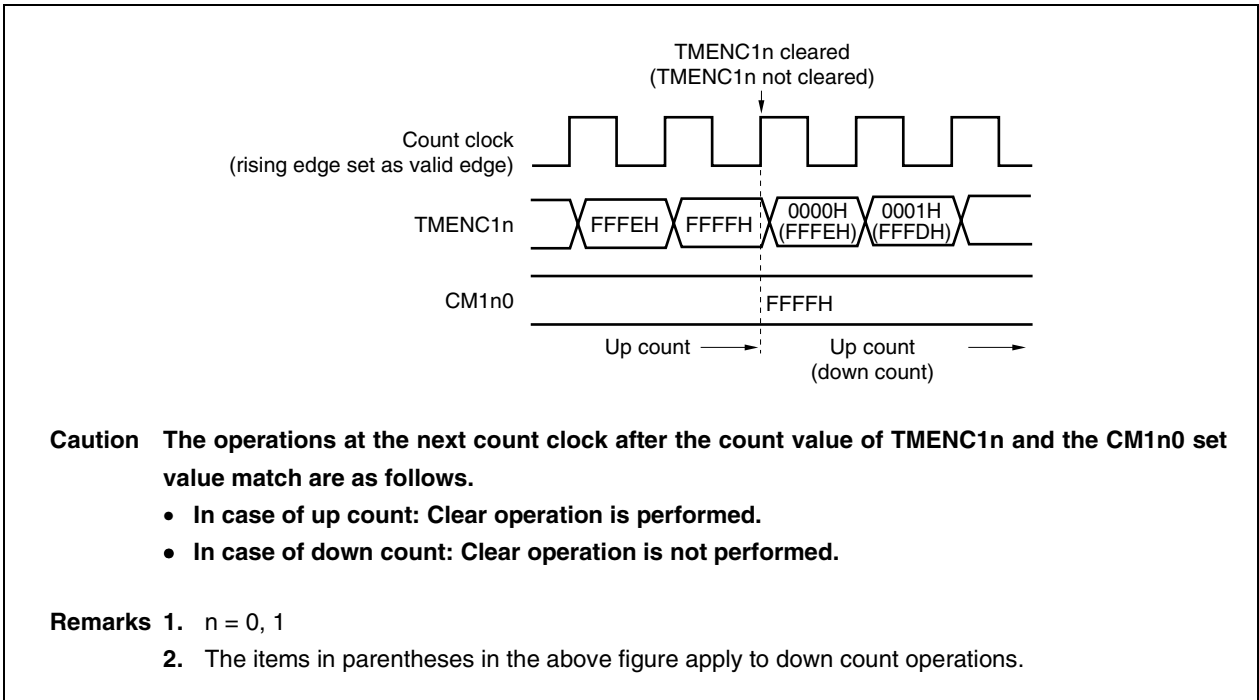 TMENC1n cleared
(TMENC1n not cleared)
Count clock
(rising edge set as valid edge)
TMENC1n
FFFEH
FFFFH
0000H
(FFFEH)
0001H
(FFFDH)
CM1n0
FFFFH
Up count
Up count
(down count)
Caution The operations at the next count clock after the count value of TMENC1n and the CM1n0 set
value match are as follows.
• In case of up count: Clear operation is performed.
• In case of down count: Clear operation is not performed.
Remarks 1. n = 0, 1
2. The items in parentheses in the above figure apply to down count operations.